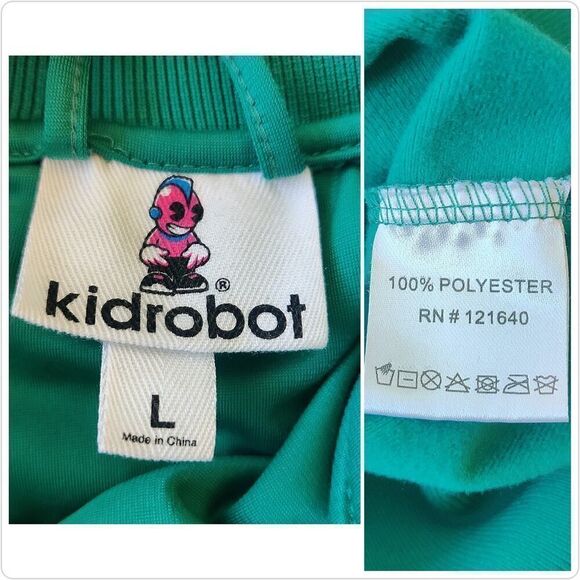 kidrobot ®
L
Made in China
100% POLYESTER
RN # 121640